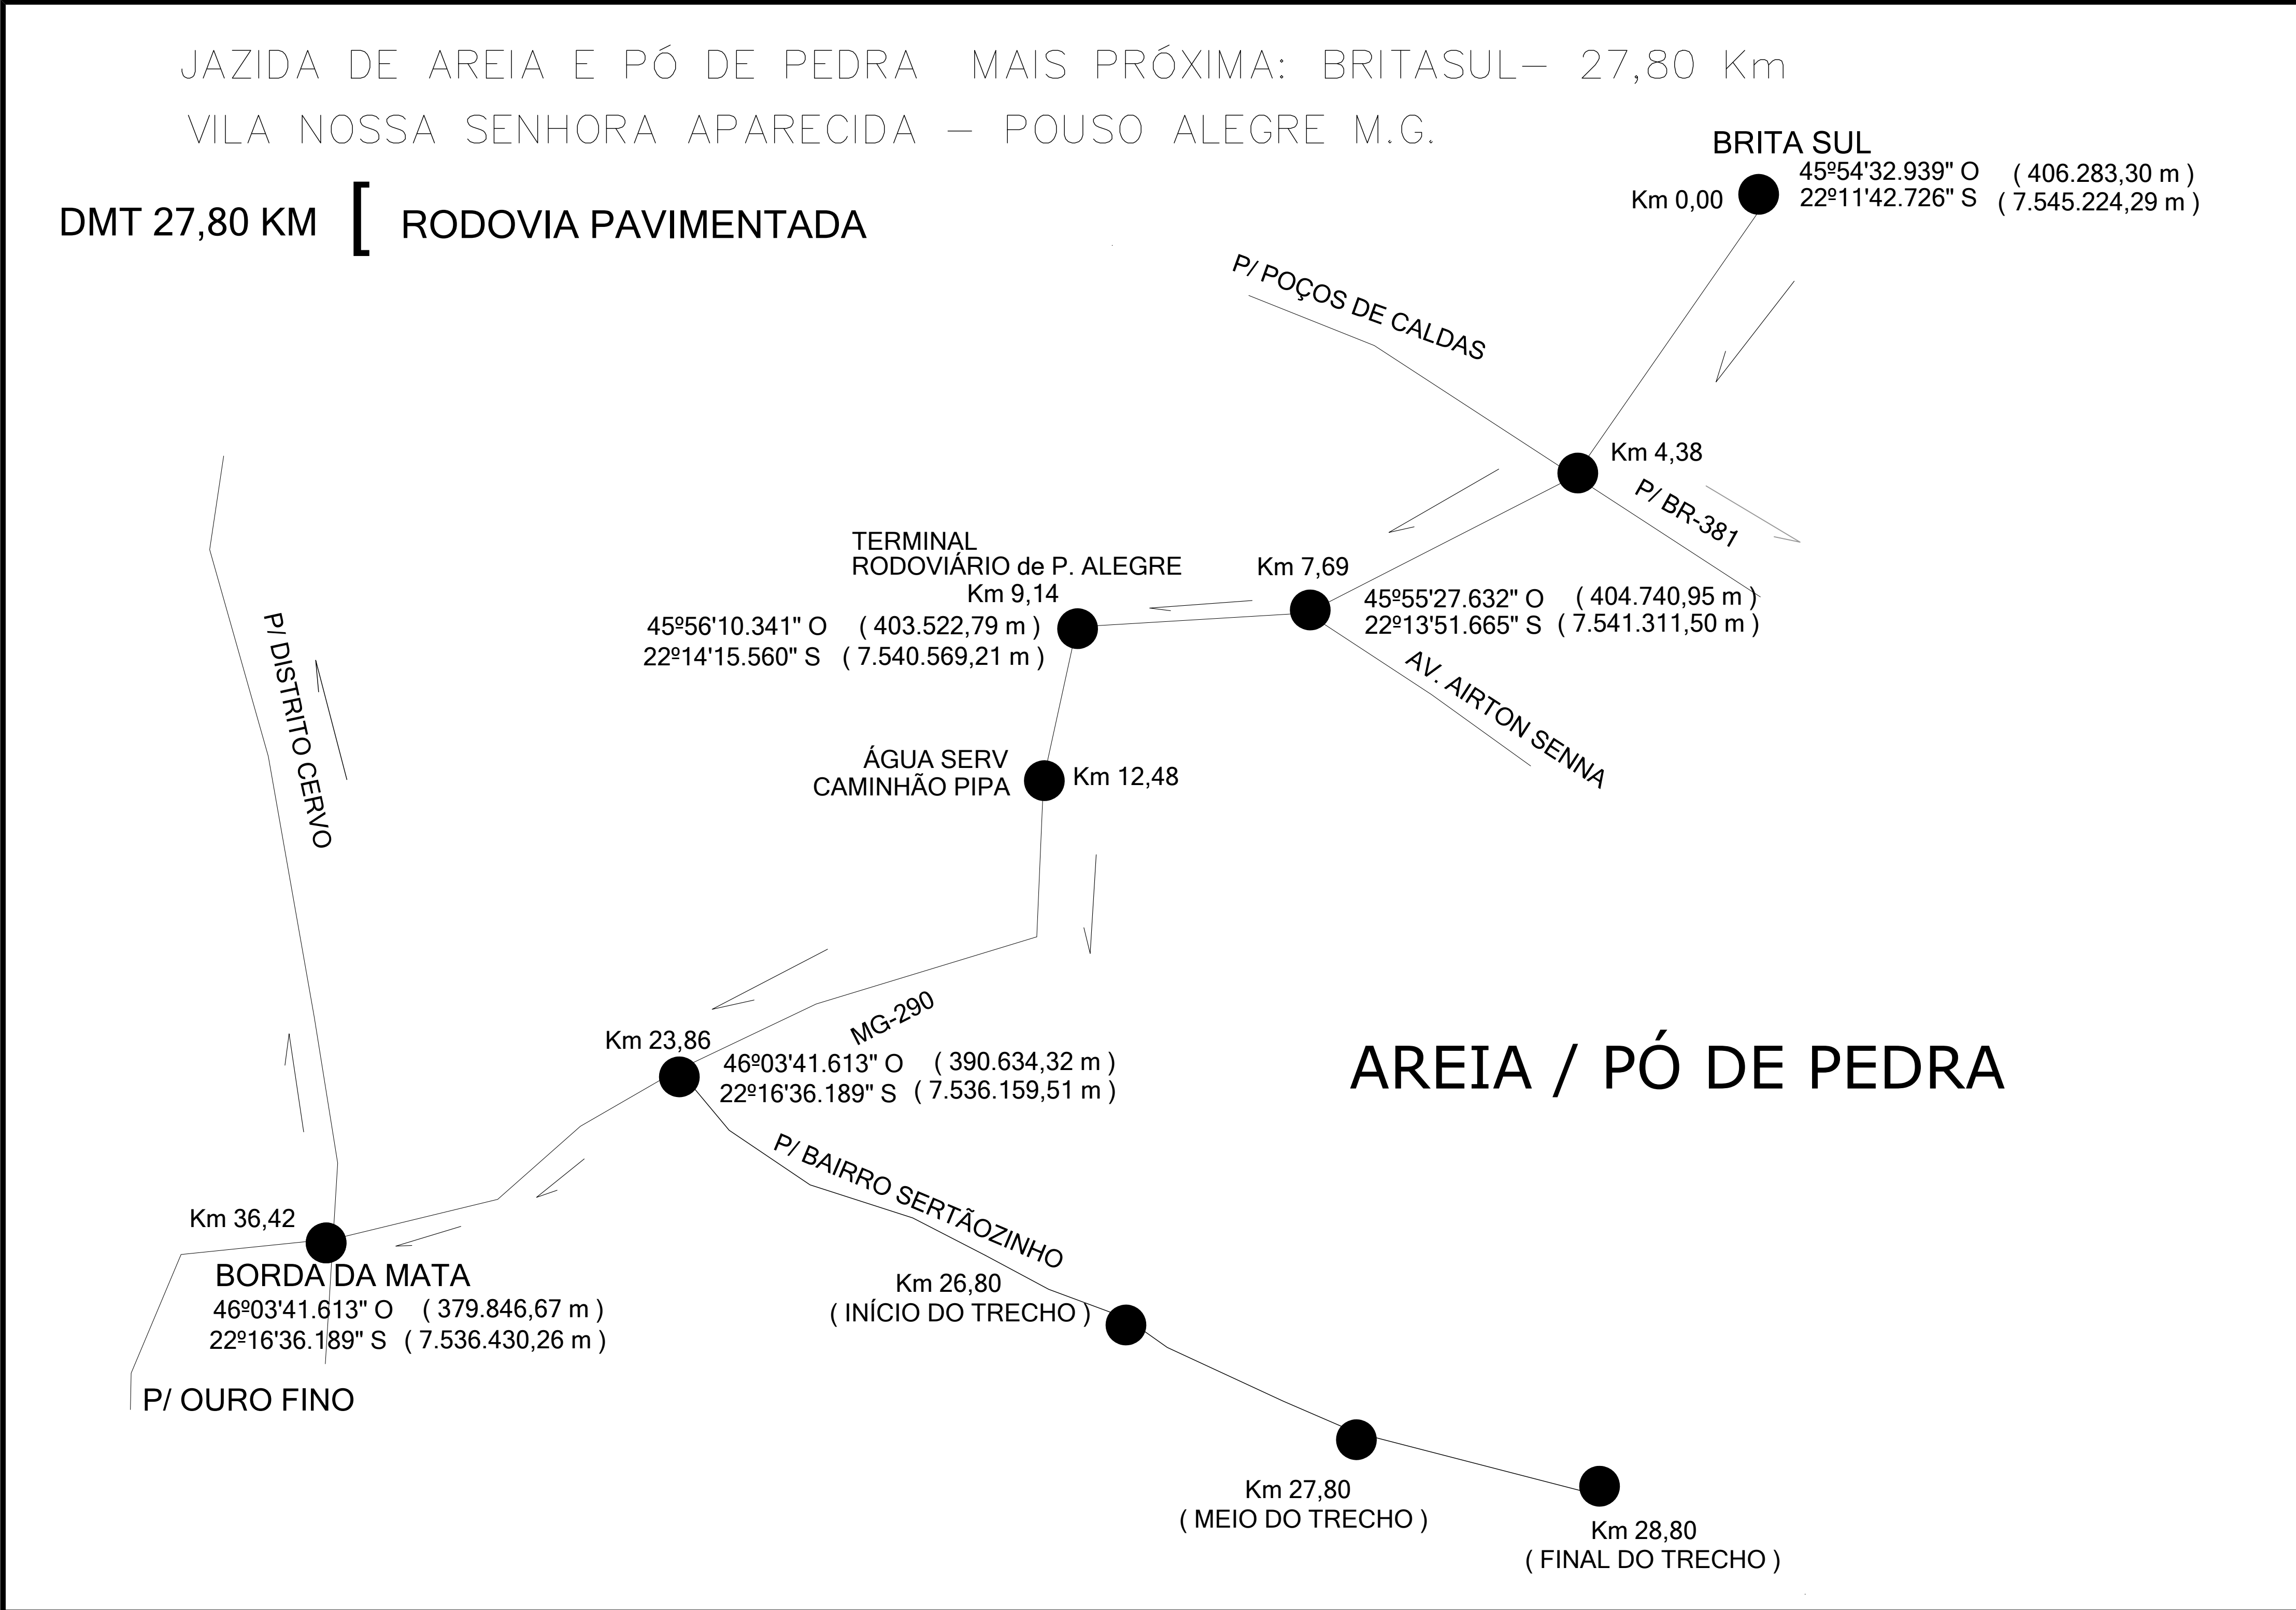 JAZIDA DE AREIA E PÓ DE PEDRA MAIS PRÓXIMA: BRITASUL– 27,80 Km
VILA NOSSA SENHORA APARECIDA – POUSO ALEGRE M.G.
DMT 27,80 KM [ RODOVIA PAVIMENTADA
BRITA SUL
Km 0,00
45º54'32.939" O ( 406.283,30 m )
22º11'42.726" S ( 7.545.224,29 m )
P/ POÇOS DE CALDAS
Km 4,38
P/ BR-381
TERMINAL
RODOVIÁRIO de P. ALEGRE
Km 9,14
45º56'10.341" O ( 403.522,79 m )
22º14'15.560" S ( 7.540.569,21 m )
Km 7,69
45º55'27.632" O ( 404.740,95 m )
22º13'51.665" S ( 7.541.311,50 m )
AV. AIRTON SENNA
P/ DISTRITO CERVO
ÁGUA SERV
CAMINHÃO PIPA
Km 12,48
MG-290
Km 23,86
46º03'41.613" O ( 390.634,32 m )
22º16'36.189" S ( 7.536.159,51 m )
AREIA / PÓ DE PEDRA
P/ BAIRRO SERTÃOZINHO
Km 36,42
BORDA DA MATA
46º03'41.613" O ( 379.846,67 m )
22º16'36.189" S ( 7.536.430,26 m )
P/ OURO FINO
Km 26,80
( INÍCIO DO TRECHO )
Km 27,80
( MEIO DO TRECHO )
Km 28,80
( FINAL DO TRECHO )